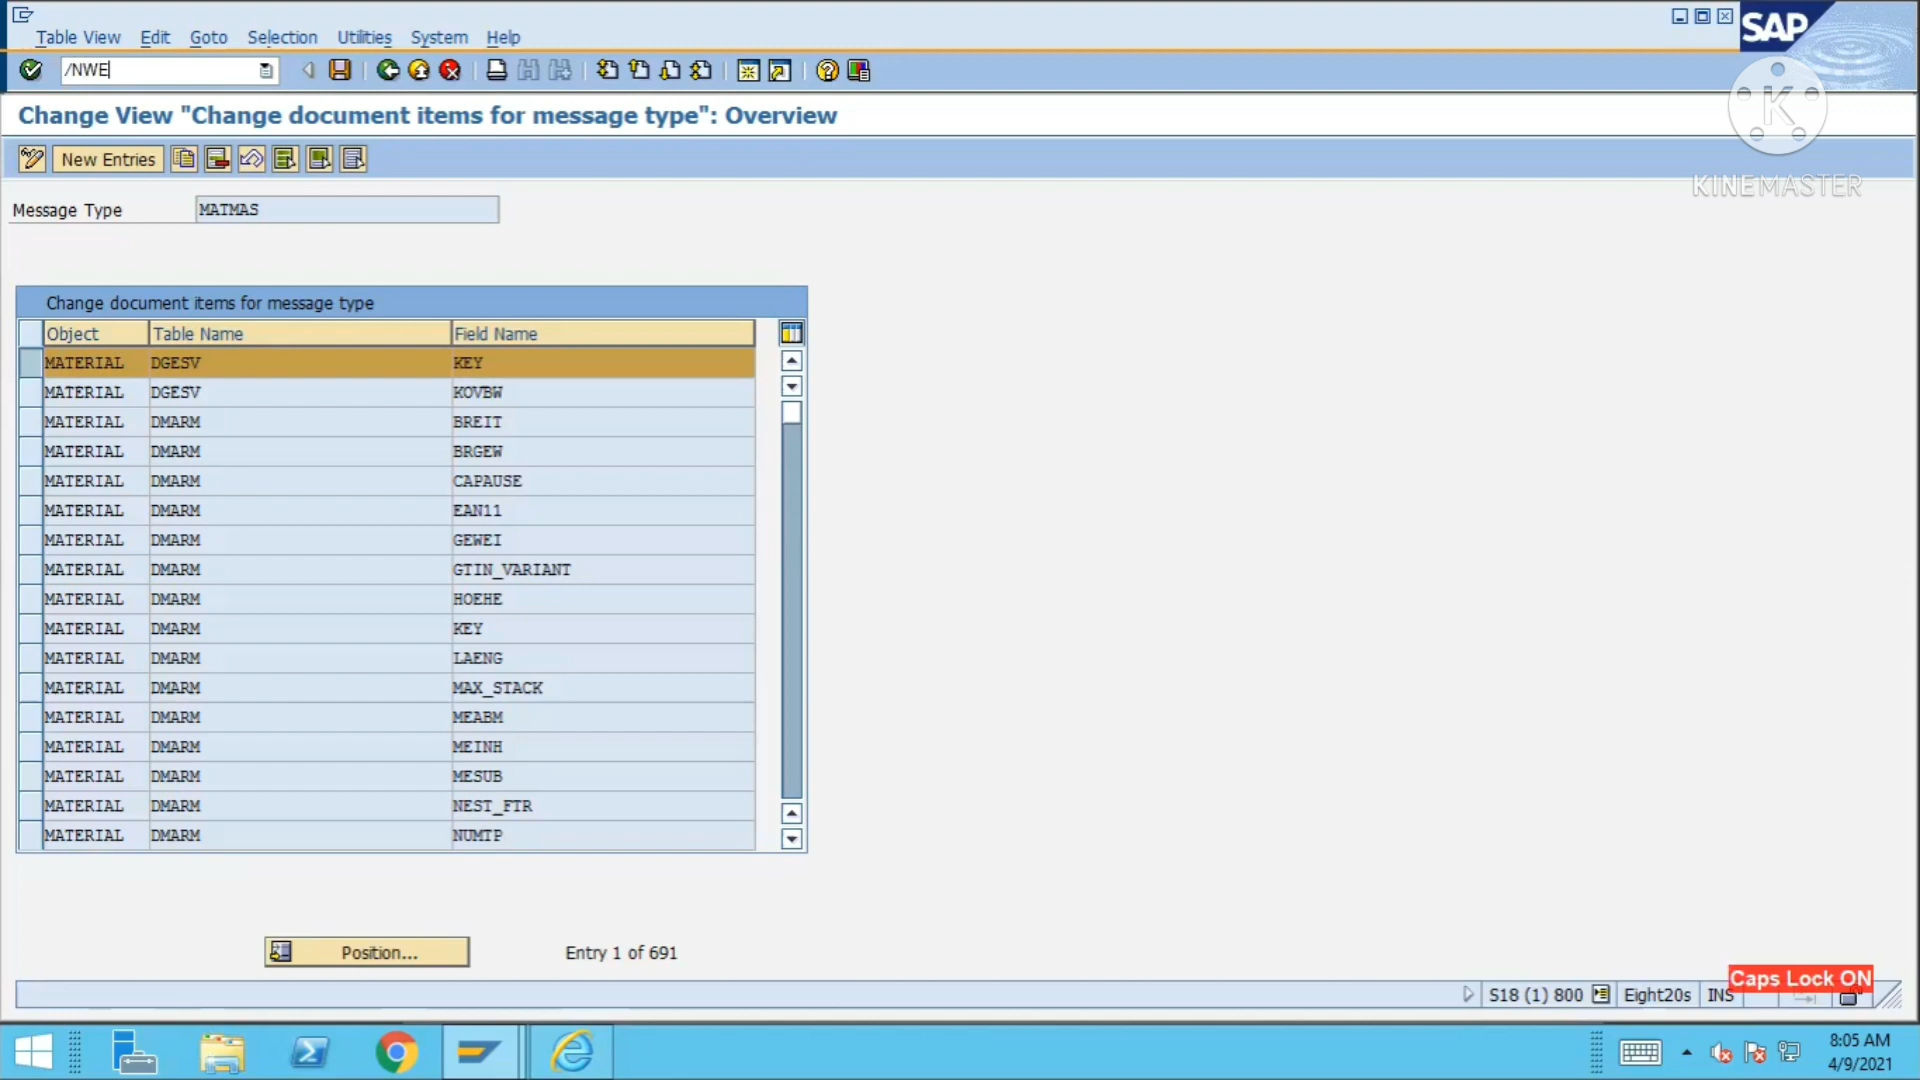 SAP
Table View Edit Goto Selection Utilities System Help
/NWE
Change View "Change document items for message type": Overview
K
KINEMASTER
New Entries
Message Type MATMAS
Change document items for message type
Object Table Name Field Name
MATERIAL DGESV KEY
MATERIAL DGESV KOVBW
MATERIAL DMARM BREIT
MATERIAL DMARM BRGEW
MATERIAL DMARM CAPAUSE
MATERIAL DMARM EAN11
MATERIAL DMARM GEWEI
MATERIAL DMARM GTIN_VARIANT
MATERIAL DMARM HOEHE
MATERIAL DMARM KEY
MATERIAL DMARM LAENG
MATERIAL DMARM MAX_STACK
MATERIAL DMARM MEABM
MATERIAL DMARM MEINH
MATERIAL DMARM MESUB
MATERIAL DMARM NEST_FTR
MATERIAL DMARM NUMTP
Position... Entry 1 of 691
Caps Lock ON
S18 (1) 800 Eight20s INS
8:05 AM
4/9/2021